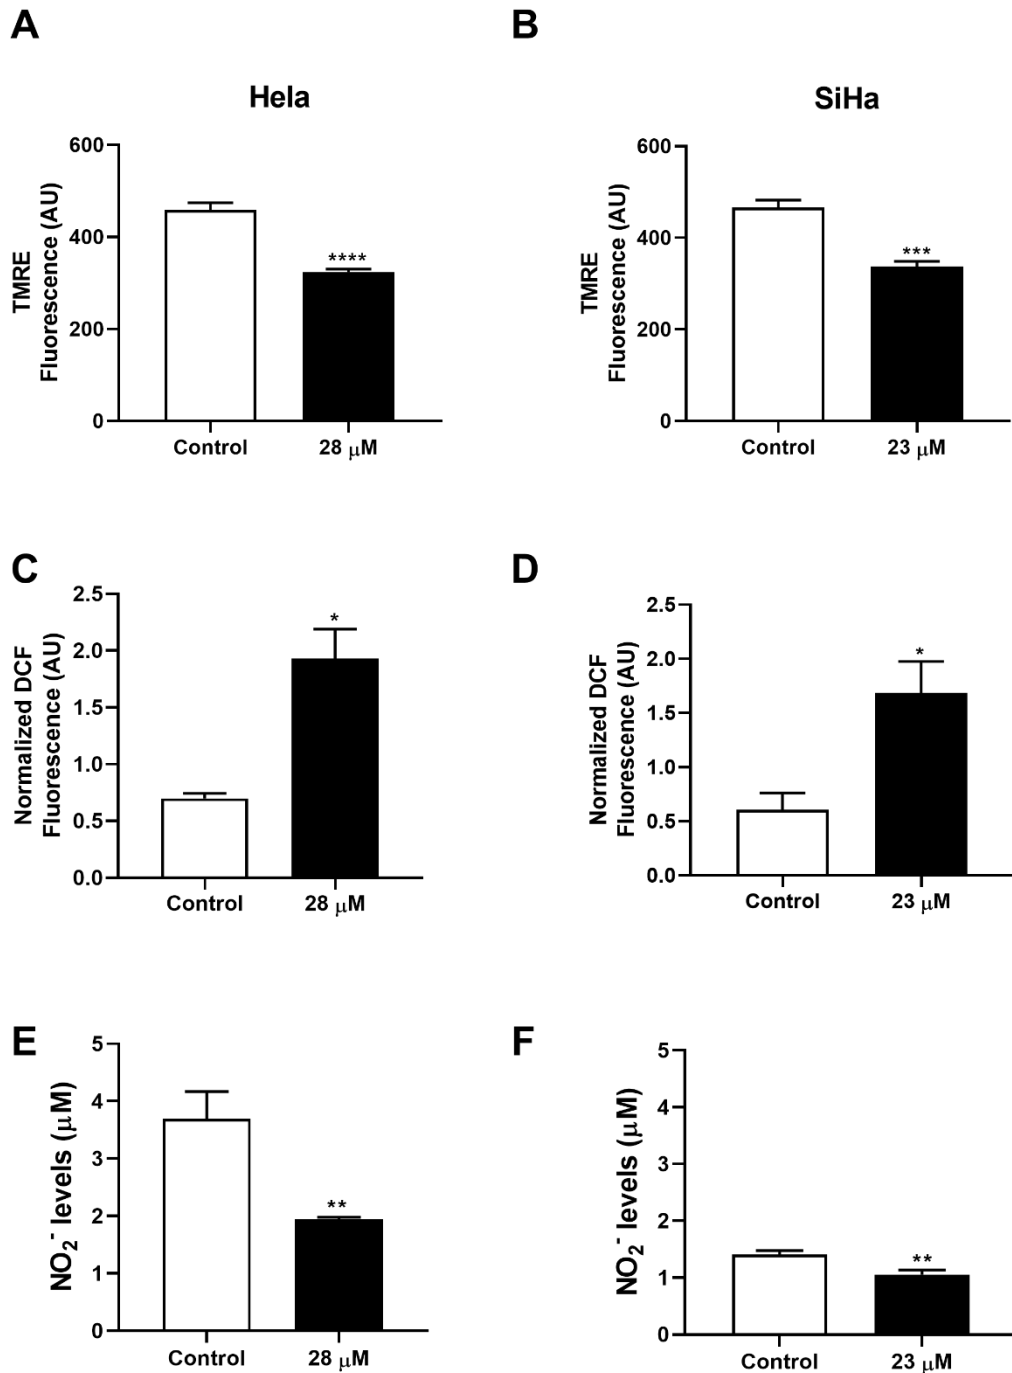 A
Hela
TMRE
Fluorescence (AU)
600
400
200
0
****
Control
28 μM
B
SiHa
TMRE
Fluorescence (AU)
600
400
200
0
***
Control
23 μM
C
Normalized DCF
Fluorescence (AU)
2.5
2.0
1.5
1.0
0.5
0.0
*
Control
28 μM
D
Normalized DCF
Fluorescence (AU)
2.5
2.0
1.5
1.0
0.5
0.0
*
Control
23 μM
E
NO₂⁻ levels (μM)
5
4
3
2
1
0
**
Control
28 μM
F
NO₂⁻ levels (μM)
5
4
3
2
1
0
**
Control
23 μM